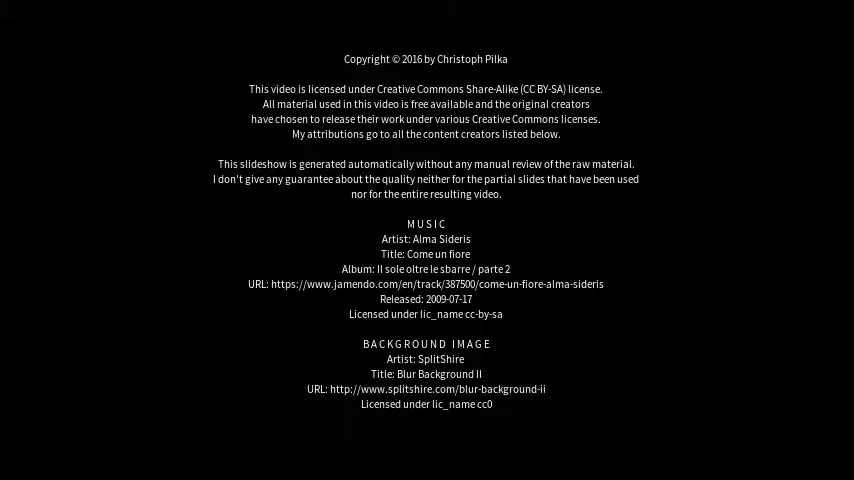 Copyright © 2016 by Christoph Pilka
This video is licensed under Creative Commons Share-Alike (CC BY-SA) license.
All material used in this video is free available and the original creators
have chosen to release their work under various Creative Commons licenses.
My attributions go to all the content creators listed below.
This slideshow is generated automatically without any manual review of the raw material.
I don't give any guarantee about the quality neither for the partial slides that have been used
nor for the entire resulting video.
M U S I C
Artist: Alma Sideris
Title: Come un fiore
Album: Il sole oltre le sbarre / parte 2
URL: https://www.jamendo.com/en/track/387500/come-un-fiore-alma-sideris
Released: 2009-07-17
Licensed under lic_name cc-by-sa
B A C K G R O U N D   I M A G E
Artist: SplitShire
Title: Blur Background II
URL: http://www.splitshire.com/blur-background-ii
Licensed under lic_name cc0